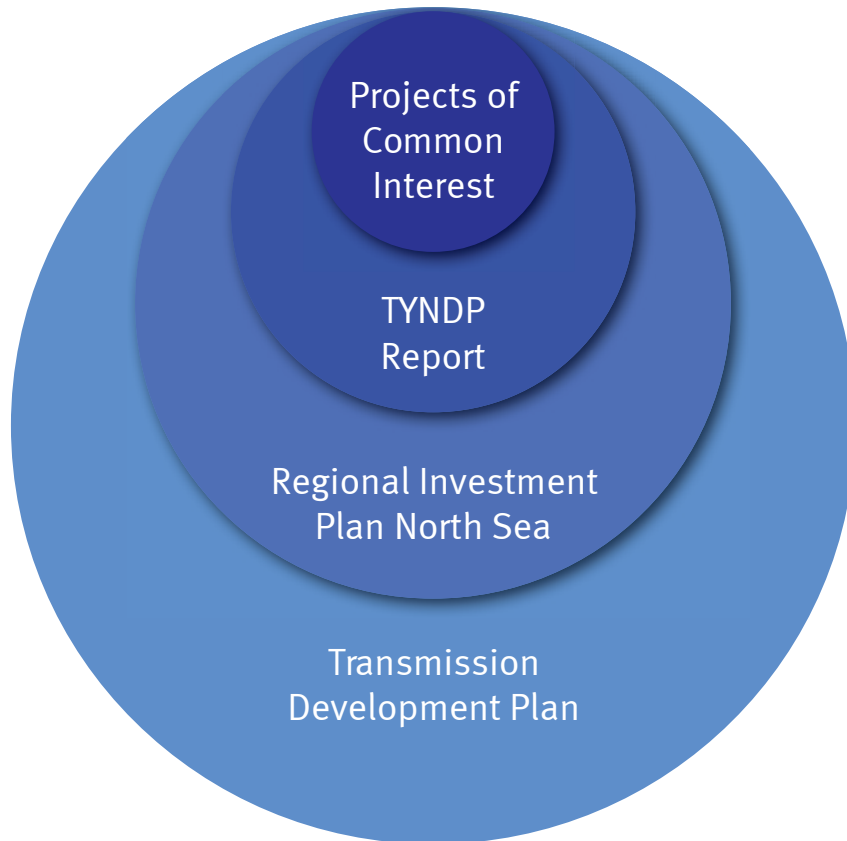 Projects of
Common
Interest
TYNDP
Report
Regional Investment
Plan North Sea
Transmission
Development Plan